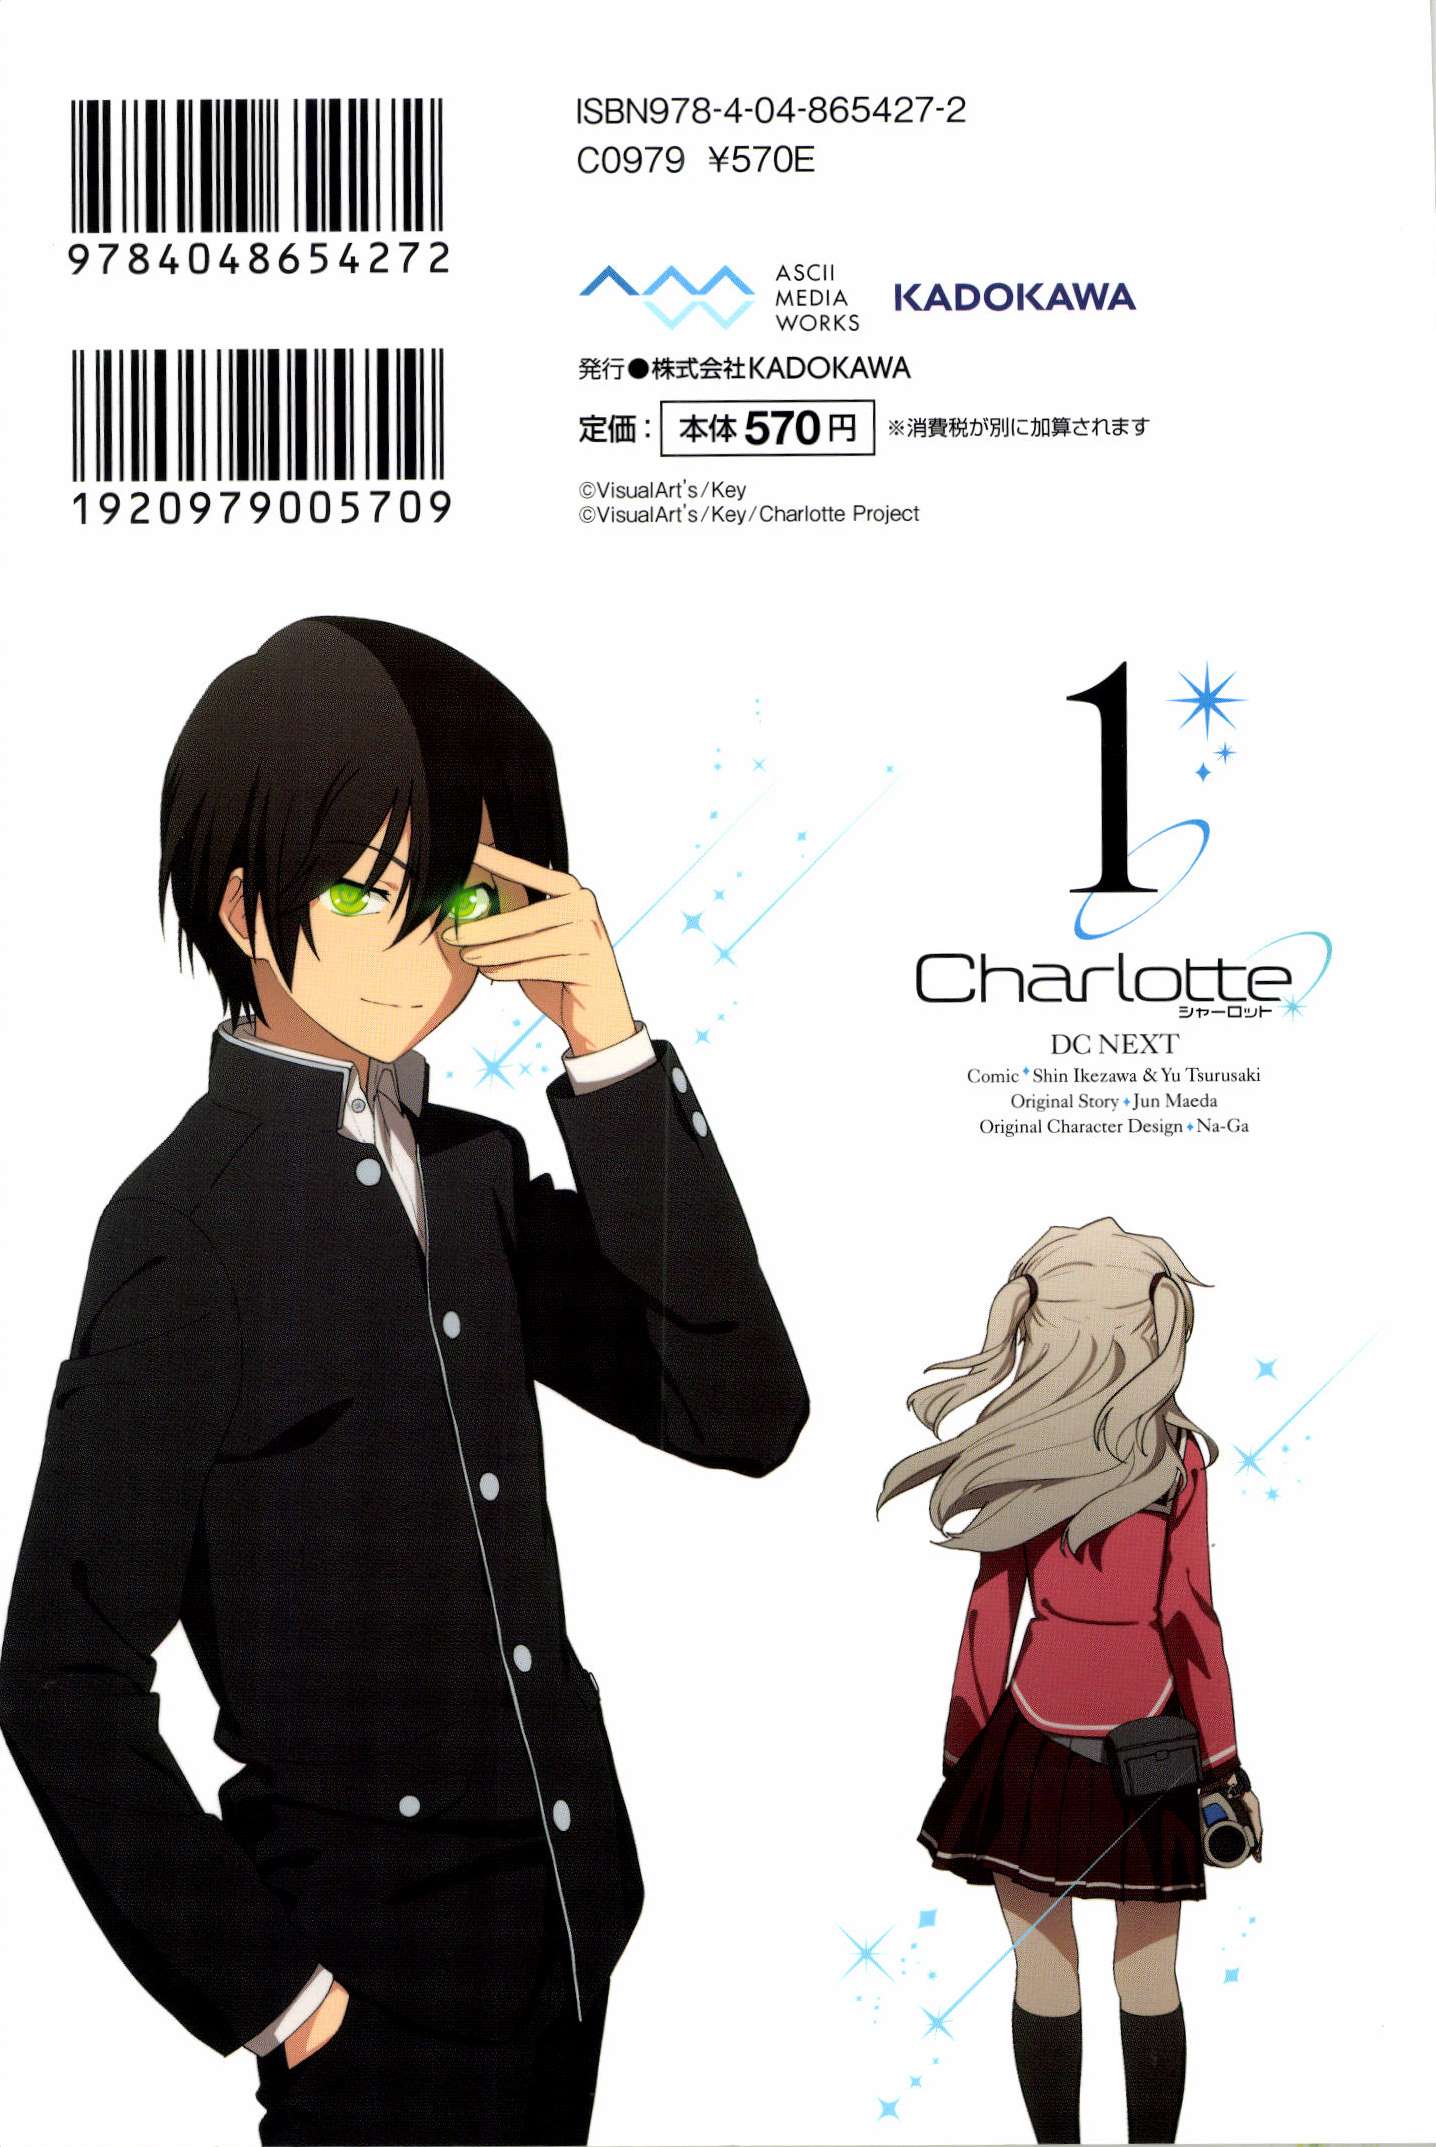 ISBN978-4-04-865427-2
C0979 ¥570E
9784048654272
ASCII
MEDIA
WORKS
KADOKAWA
発行●株式会社KADOKAWA
定価：本体570円 ※消費税が別に加算されます
1920979005709
©VisualArt's/Key
©VisualArt's/Key/Charlotte Project
1
Charlotte
シャーロット
DC NEXT
Comic✦Shin Ikezawa & Yu Tsurusaki
Original Story✦Jun Maeda
Original Character Design✦Na-Ga